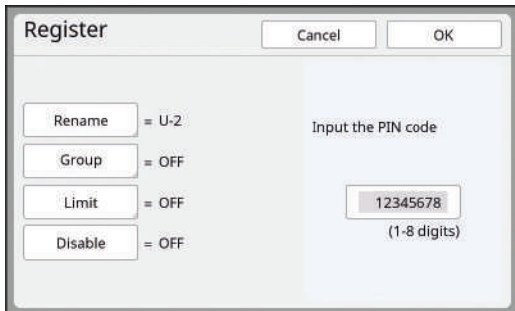 Register
Cancel
OK
Rename = U-2
Group = OFF
Limit = OFF
Disable = OFF
Input the PIN code
12345678
(1-8 digits)